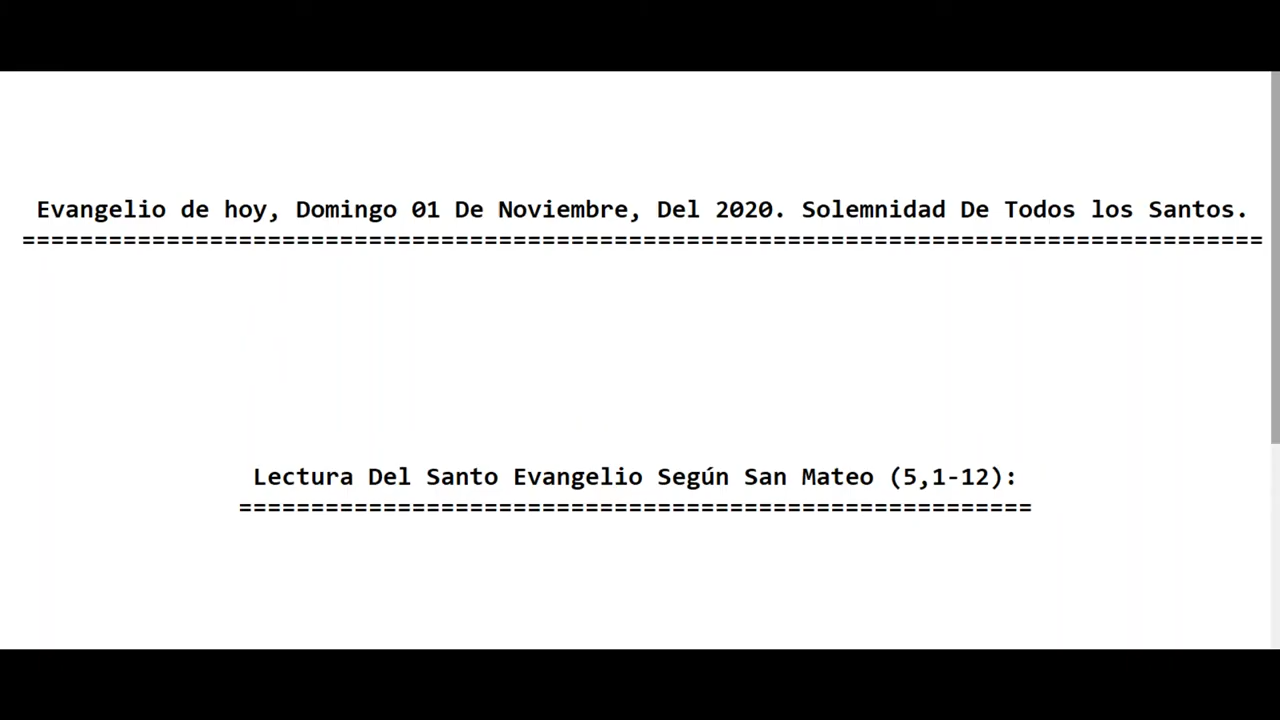 Evangelio de hoy, Domingo 01 De Noviembre, Del 2020. Solemnidad De Todos los Santos.
======================================================================================
Lectura Del Santo Evangelio Según San Mateo (5,1-12):
=======================================================